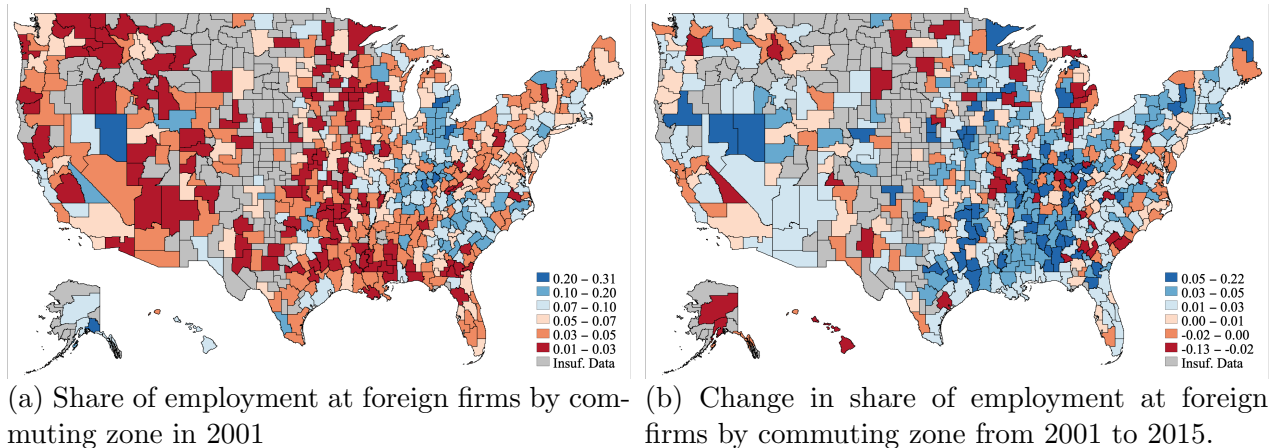 0.20 – 0.31
0.10 – 0.20
0.07 – 0.10
0.05 – 0.07
0.03 – 0.05
0.01 – 0.03
Insuf. Data
0.05 – 0.22
0.03 – 0.05
0.01 – 0.03
0.00 – 0.01
-0.02 – 0.00
-0.13 – -0.02
Insuf. Data
(a) Share of employment at foreign firms by com-
muting zone in 2001
(b) Change in share of employment at foreign
firms by commuting zone from 2001 to 2015.